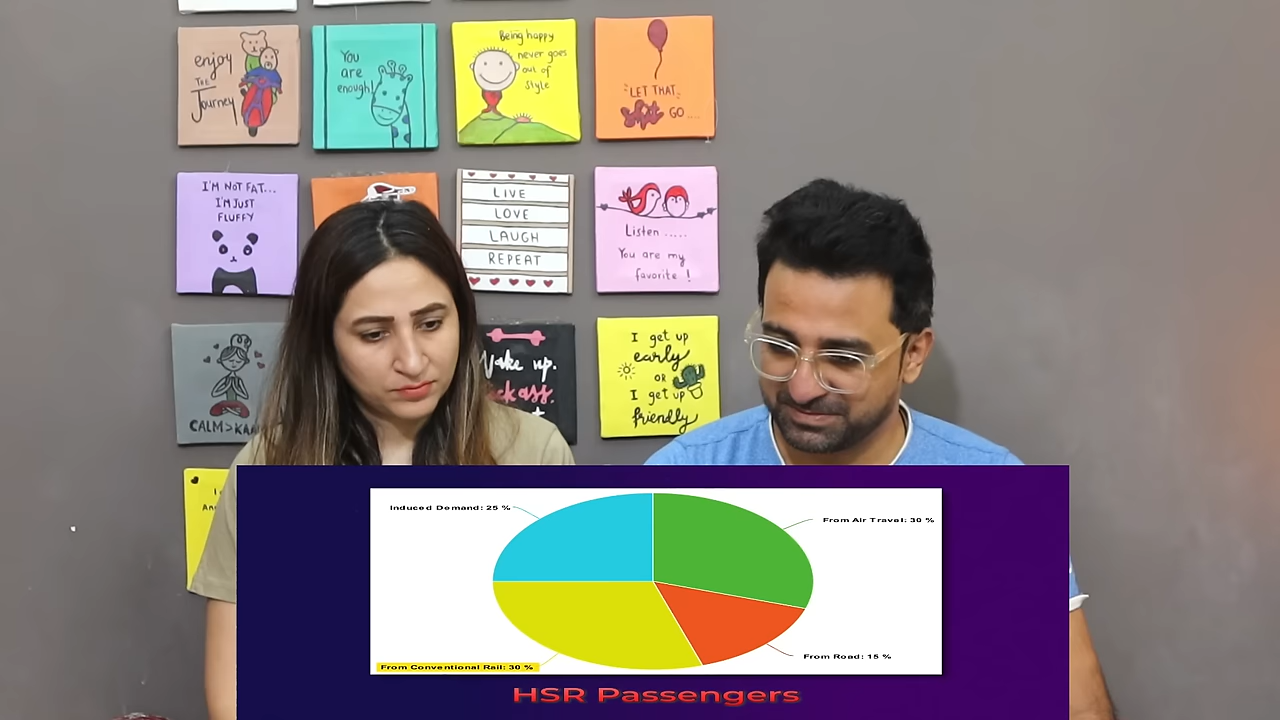 enjoy
THE
Journey
You
are
enough!
Being happy
never goes
out of
style
"LET THAT
GO ....
I'M NOT FAT...
I'M JUST
FLUFFY
LIVE
LOVE
LAUGH
REPEAT
Listen .....
You are my
favorite !
CALM>
up.
I get up
early
OR
I get up
friendly
Induced Demand: 25 %
From Air Travel: 30 %
From Conventional Rail: 30 %
From Road: 15 %
HSR Passengers